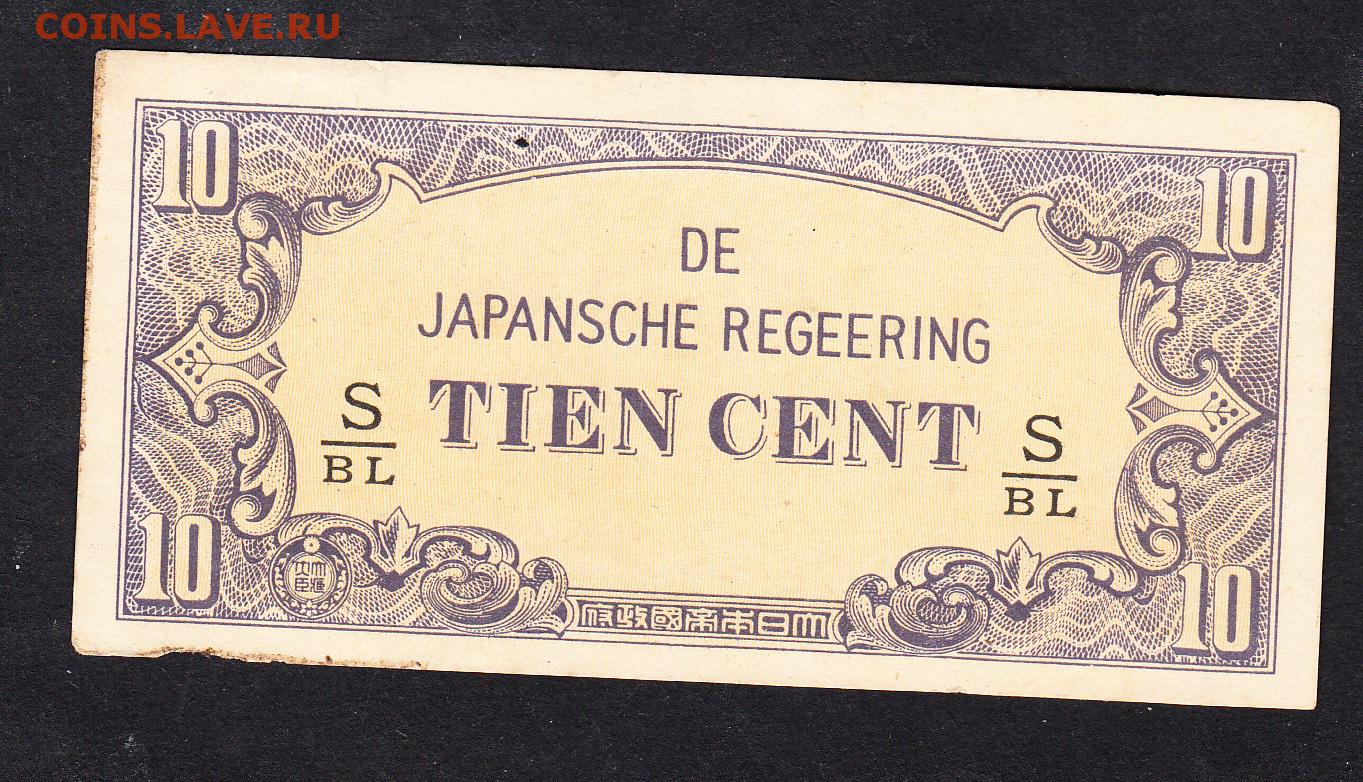 COINS.LAVE.RU
10
10
DE
JAPANSCHE REGEERING
TIEN CENT
S
BL
S
BL
10
10
大日本帝國政府